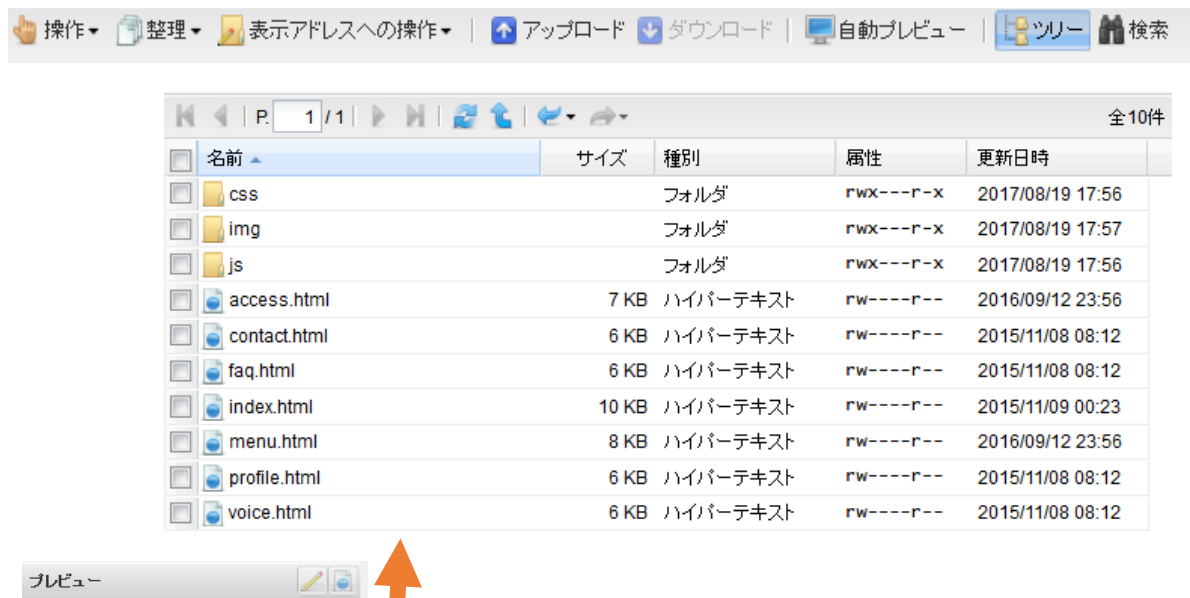 操作 整理 表示アドレスへの操作 アップロード ダウンロード 自動プレビュー ツリー 検索
P. 1 / 1 全10件
名前 サイズ 種別 属性 更新日時
css フォルダ rwx---r-x 2017/08/19 17:56
img フォルダ rwx---r-x 2017/08/19 17:57
js フォルダ rwx---r-x 2017/08/19 17:56
access.html 7 KB ハイパーテキスト rw----r-- 2016/09/12 23:56
contact.html 6 KB ハイパーテキスト rw----r-- 2015/11/08 08:12
faq.html 6 KB ハイパーテキスト rw----r-- 2015/11/08 08:12
index.html 10 KB ハイパーテキスト rw----r-- 2015/11/09 00:23
menu.html 8 KB ハイパーテキスト rw----r-- 2016/09/12 23:56
profile.html 6 KB ハイパーテキスト rw----r-- 2015/11/08 08:12
voice.html 6 KB ハイパーテキスト rw----r-- 2015/11/08 08:12
プレビュー